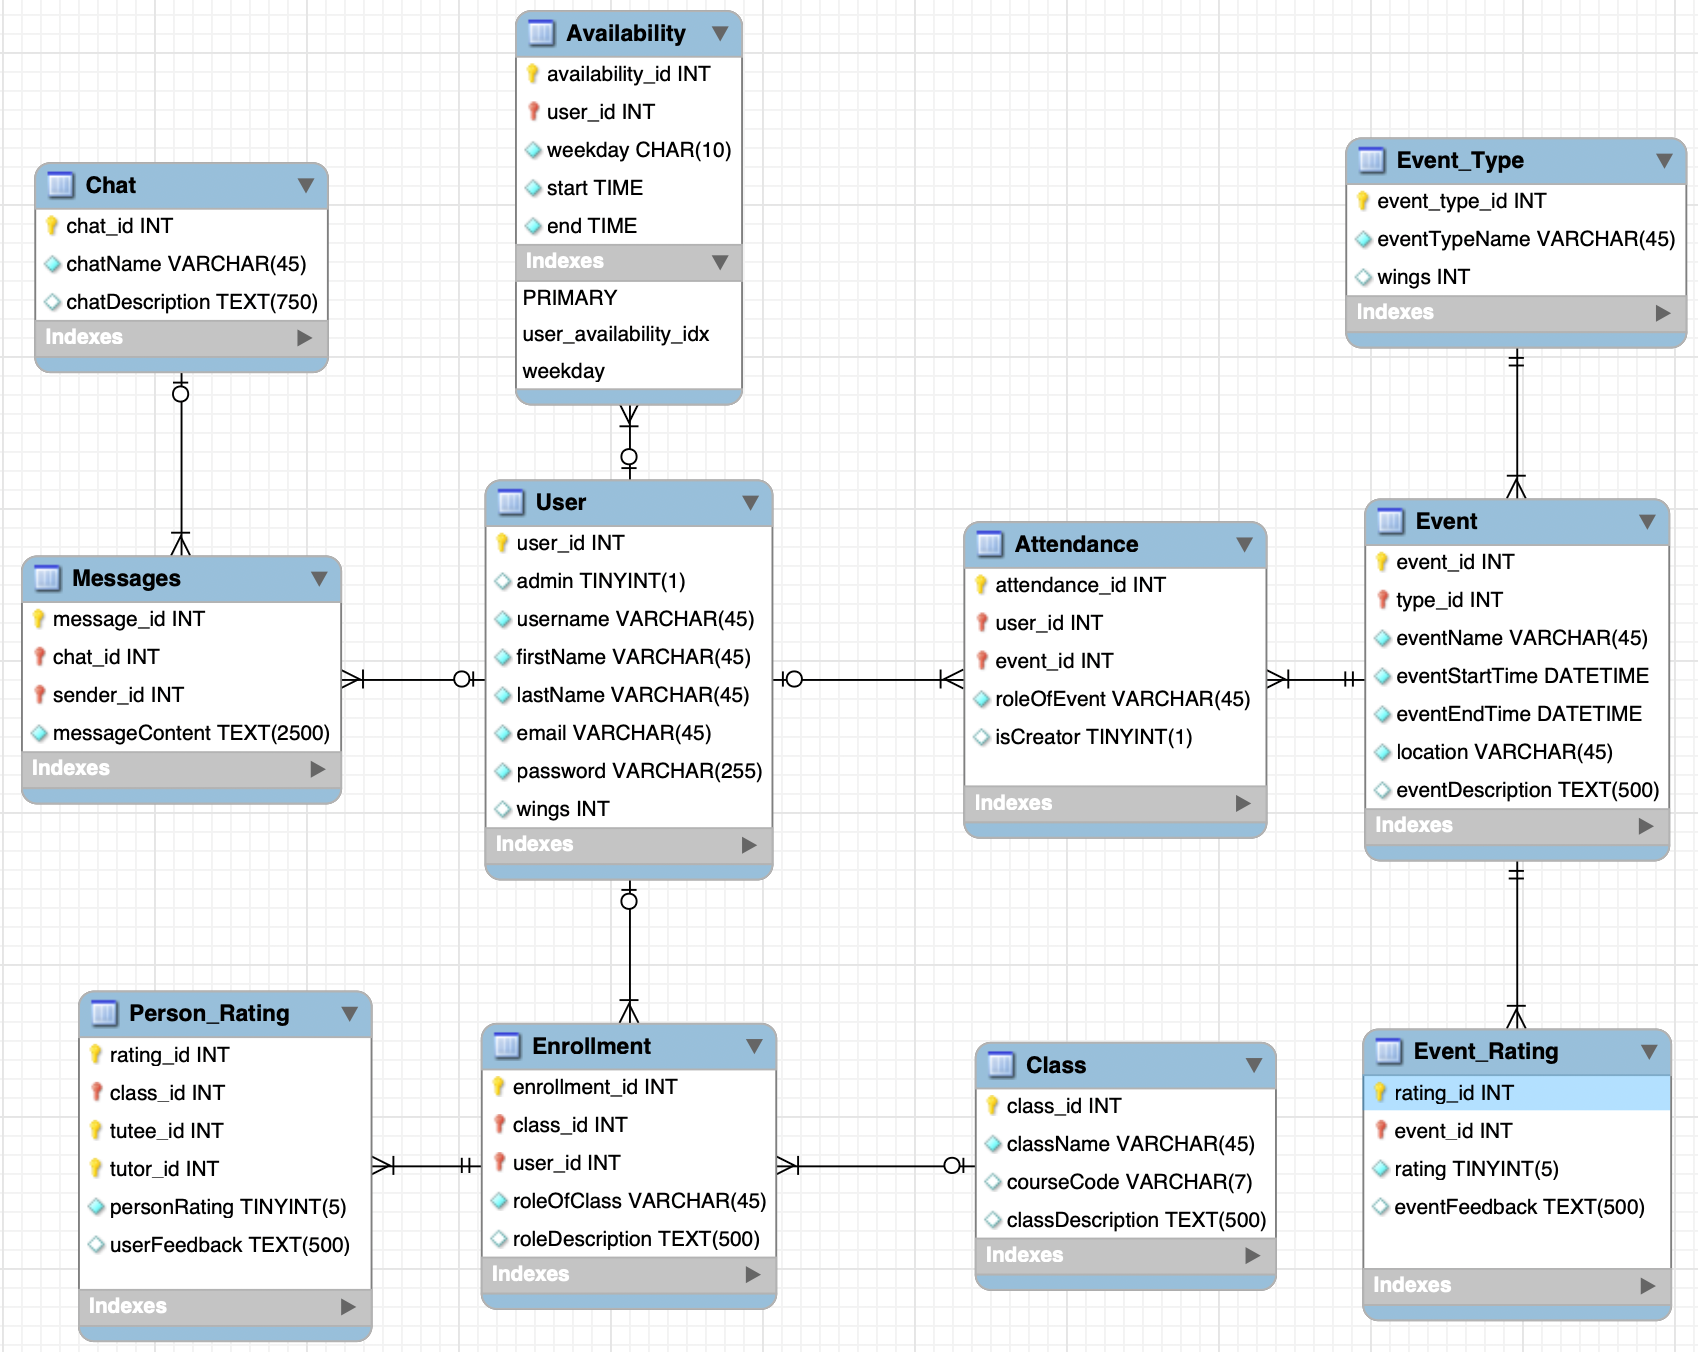 Availability
availability_id INT
user_id INT
weekday CHAR(10)
start TIME
end TIME
Indexes
PRIMARY
user_availability_idx
weekday
Chat
chat_id INT
chatName VARCHAR(45)
chatDescription TEXT(750)
Indexes
Event_Type
event_type_id INT
eventTypeName VARCHAR(45)
wings INT
Indexes
Messages
message_id INT
chat_id INT
sender_id INT
messageContent TEXT(2500)
Indexes
User
user_id INT
admin TINYINT(1)
username VARCHAR(45)
firstName VARCHAR(45)
lastName VARCHAR(45)
email VARCHAR(45)
password VARCHAR(255)
wings INT
Indexes
Attendance
attendance_id INT
user_id INT
event_id INT
roleOfEvent VARCHAR(45)
isCreator TINYINT(1)
Indexes
Event
event_id INT
type_id INT
eventName VARCHAR(45)
eventStartTime DATETIME
eventEndTime DATETIME
location VARCHAR(45)
eventDescription TEXT(500)
Indexes
Person_Rating
rating_id INT
class_id INT
tutee_id INT
tutor_id INT
personRating TINYINT(5)
userFeedback TEXT(500)
Indexes
Enrollment
enrollment_id INT
class_id INT
user_id INT
roleOfClass VARCHAR(45)
roleDescription TEXT(500)
Indexes
Class
class_id INT
className VARCHAR(45)
courseCode VARCHAR(7)
classDescription TEXT(500)
Indexes
Event_Rating
rating_id INT
event_id INT
rating TINYINT(5)
eventFeedback TEXT(500)
Indexes